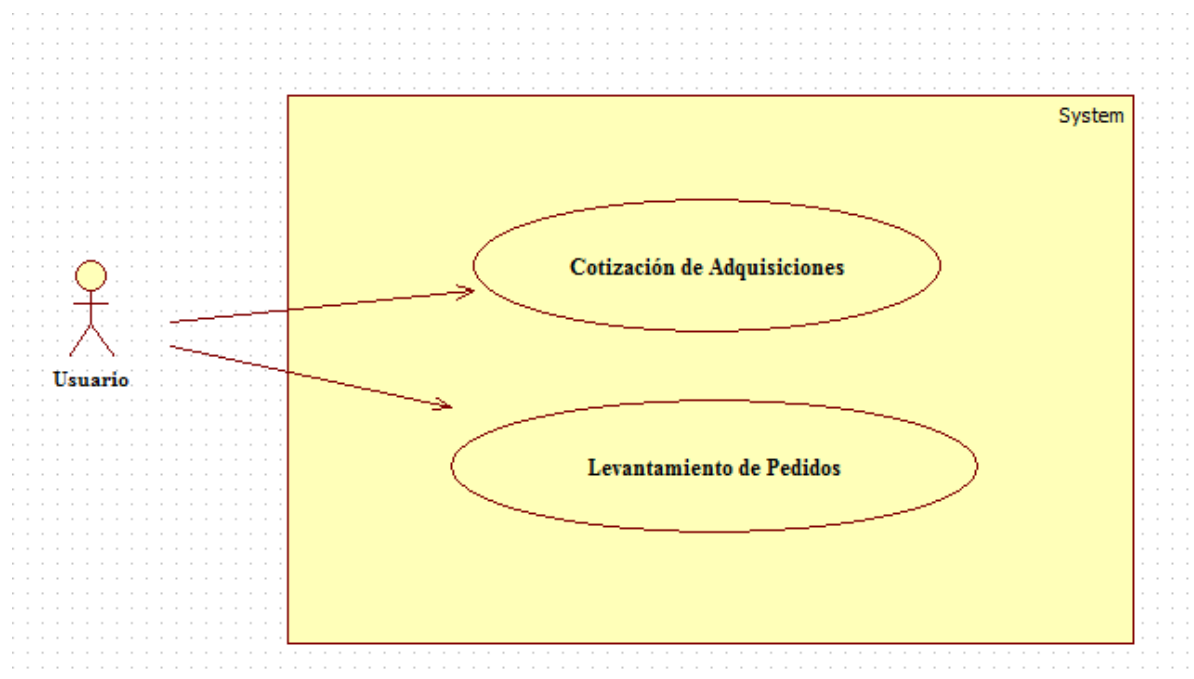 System
Cotización de Adquisiciones
Usuario
Levantamiento de Pedidos